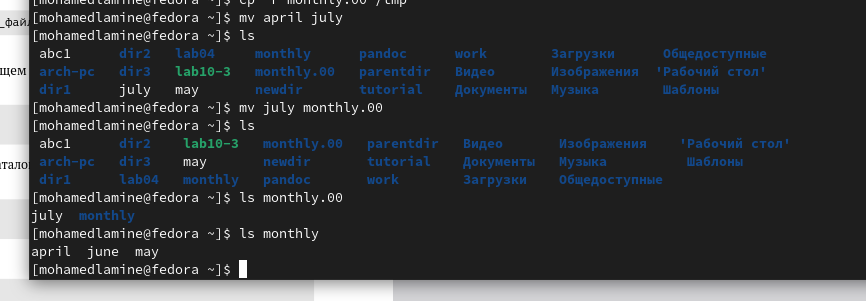 [mohamedlamine@fedora ~]$ cp -r monthly.00 /tmp
[mohamedlamine@fedora ~]$ mv april july
[mohamedlamine@fedora ~]$ ls
abc1 dir2 lab04 monthly pandoc work Загрузки Общедоступные
arch-pc dir3 lab10-3 monthly.00 parentdir Видео Изображения 'Рабочий стол'
dir1 july may newdir tutorial Документы Музыка Шаблоны
[mohamedlamine@fedora ~]$ mv july monthly.00
[mohamedlamine@fedora ~]$ ls
abc1 dir2 lab10-3 monthly.00 parentdir Видео Изображения 'Рабочий стол'
arch-pc dir3 may newdir tutorial Документы Музыка Шаблоны
dir1 lab04 monthly pandoc work Загрузки Общедоступные
[mohamedlamine@fedora ~]$ ls monthly.00
july monthly
[mohamedlamine@fedora ~]$ ls monthly
april june may
[mohamedlamine@fedora ~]$